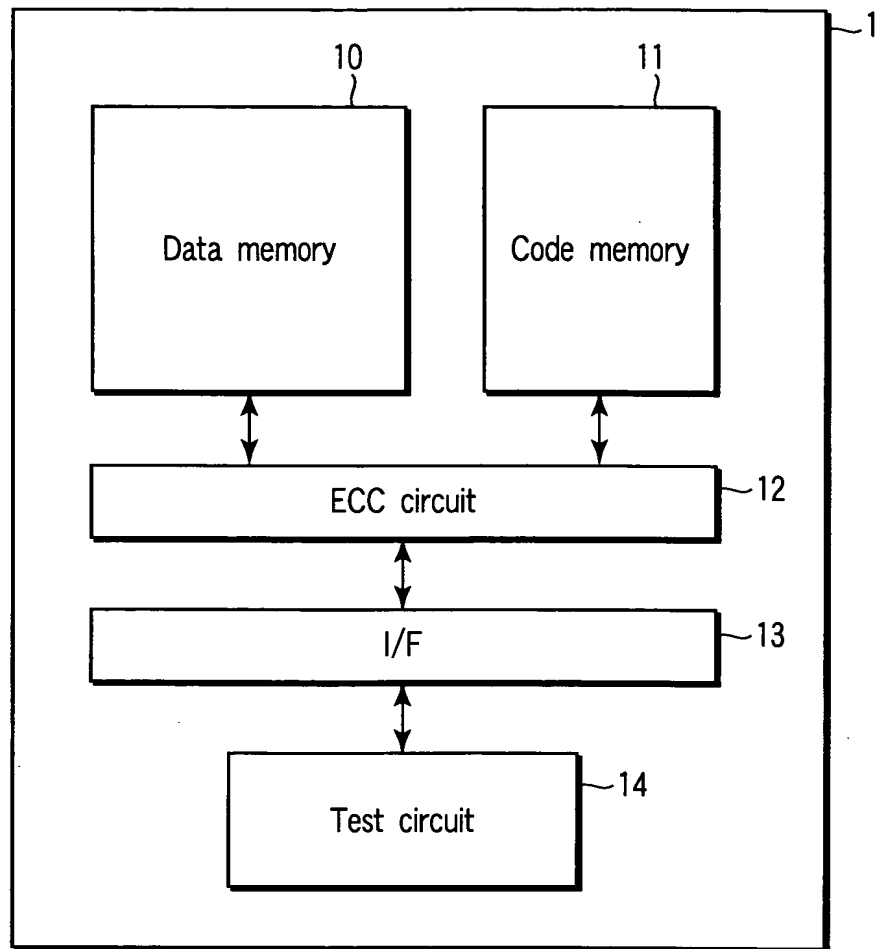 1
10
11
Data memory
Code memory
ECC circuit
12
I/F
13
14
Test circuit